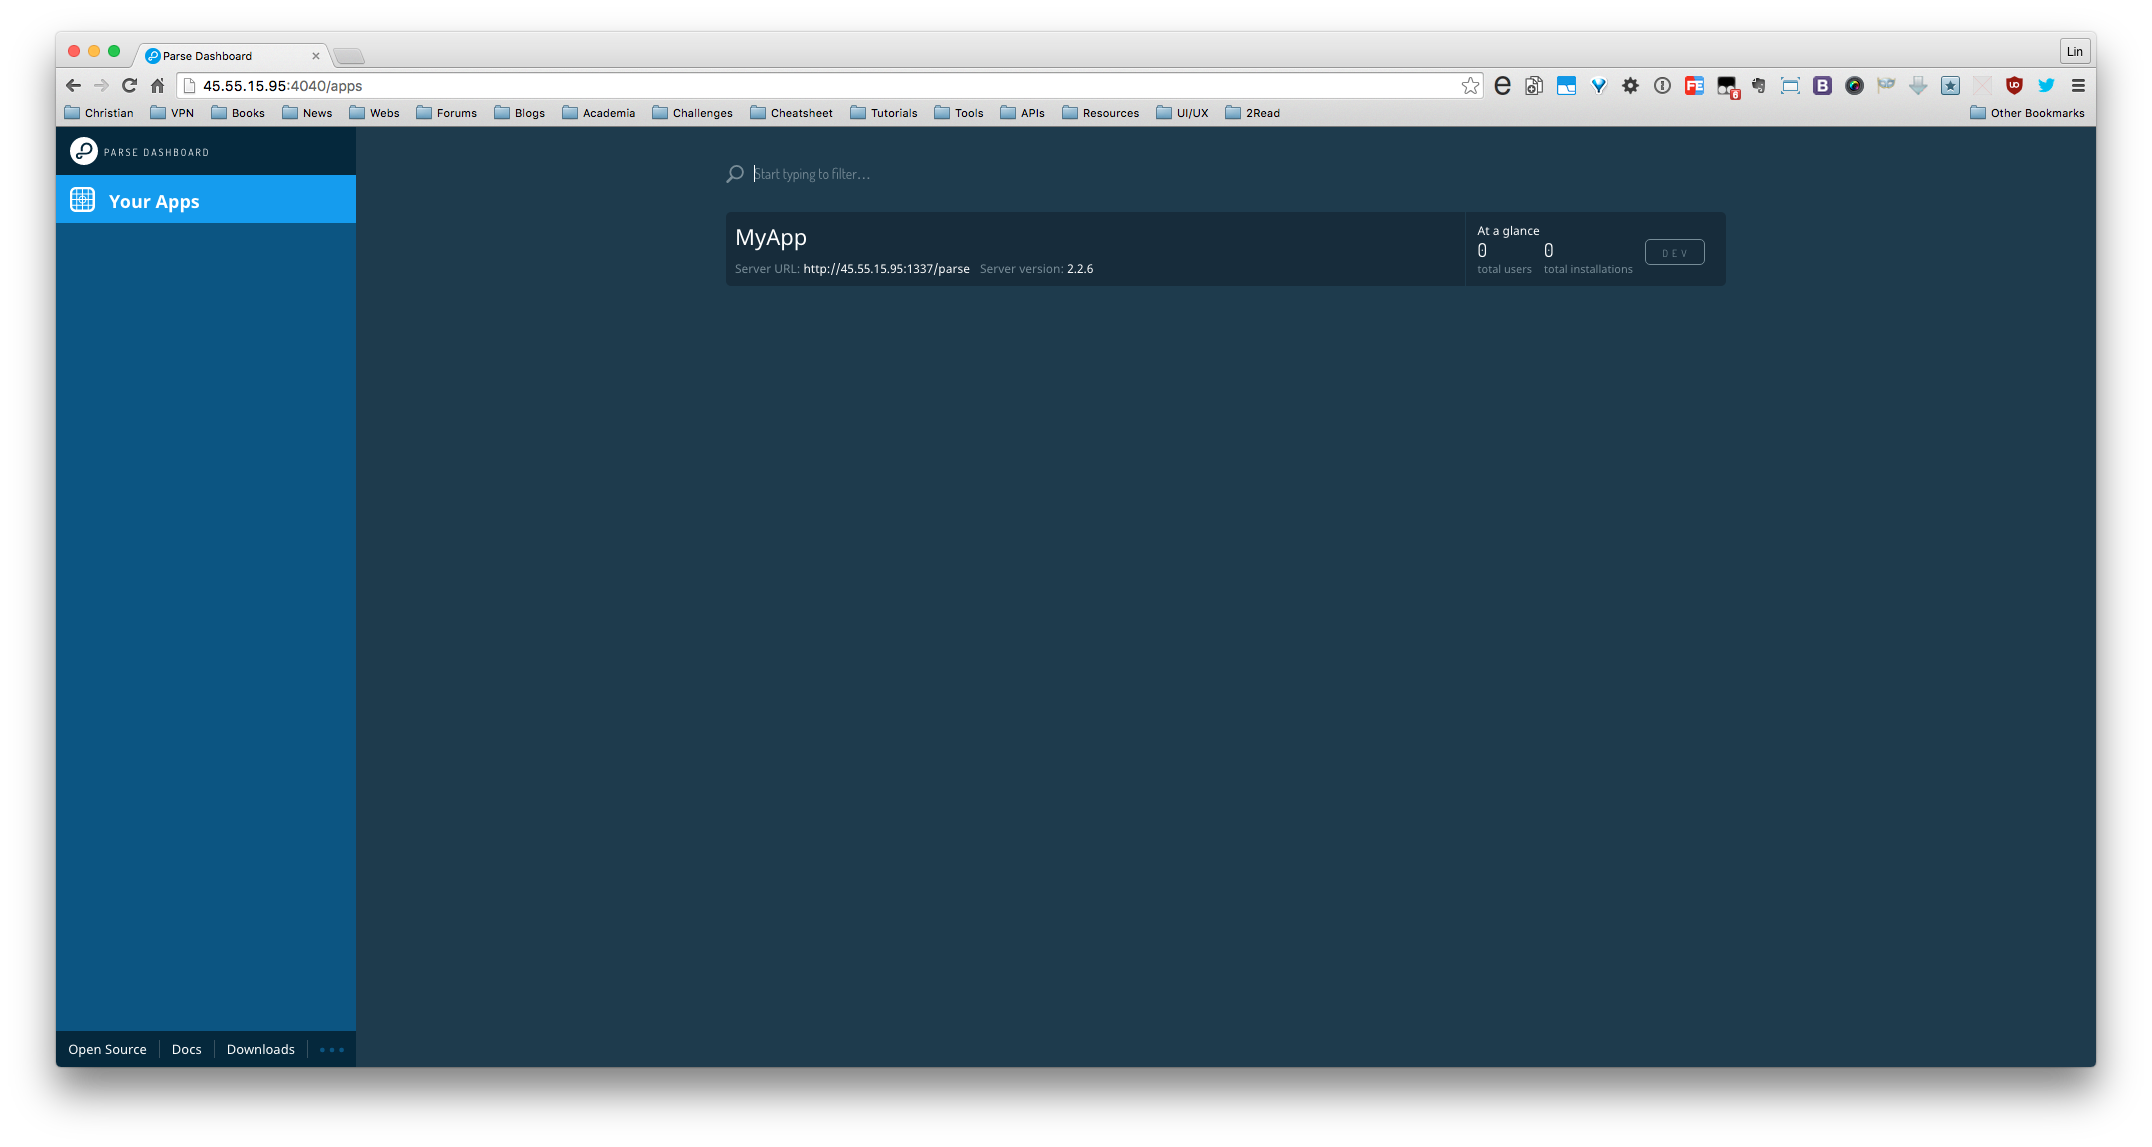 Parse Dashboard
Lin
45.55.15.95:4040/apps
Christian VPN Books News Webs Forums Blogs Academia Challenges Cheatsheet Tutorials Tools APIs Resources UI/UX 2Read Other Bookmarks
PARSE DASHBOARD
Your Apps
Start typing to filter...
MyApp
Server URL: http://45.55.15.95:1337/parse Server version: 2.2.6
At a glance
0 0
total users total installations
DEV
Open Source Docs Downloads